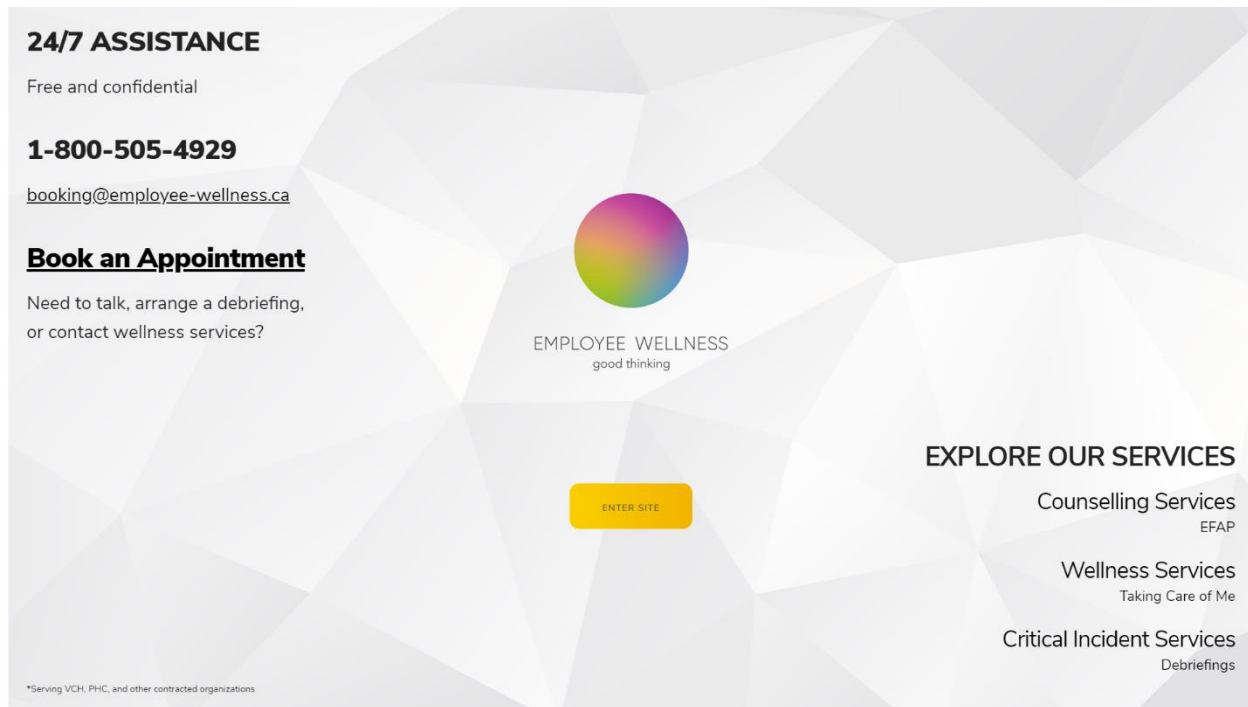 24/7 ASSISTANCE
Free and confidential
1-800-505-4929
booking@employee-wellness.ca
Book an Appointment
Need to talk, arrange a debriefing,
or contact wellness services?
EMPLOYEE WELLNESS
good thinking
ENTER SITE
EXPLORE OUR SERVICES
Counselling Services
EFAP
Wellness Services
Taking Care of Me
Critical Incident Services
Debriefings
*Serving VCH, PHC, and other contracted organizations